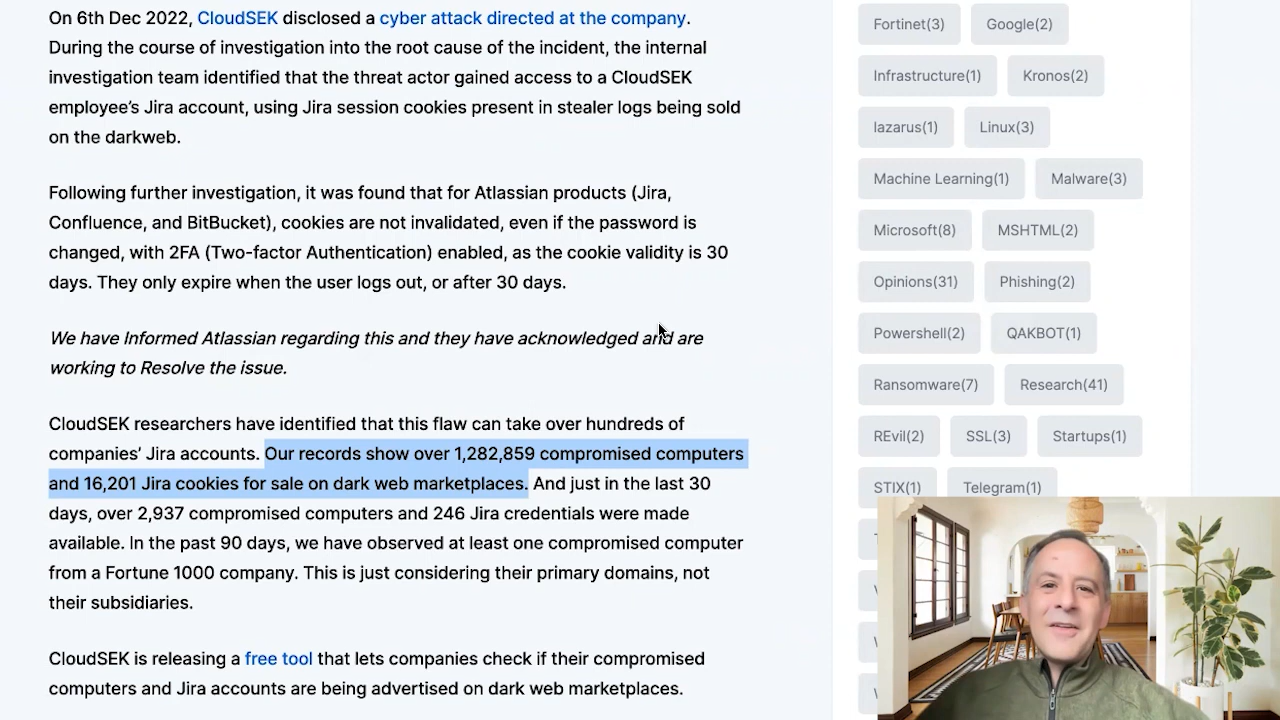 On 6th Dec 2022, CloudSEK disclosed a cyber attack directed at the company.
During the course of investigation into the root cause of the incident, the internal
investigation team identified that the threat actor gained access to a CloudSEK
employee’s Jira account, using Jira session cookies present in stealer logs being sold
on the darkweb.
Following further investigation, it was found that for Atlassian products (Jira,
Confluence, and BitBucket), cookies are not invalidated, even if the password is
changed, with 2FA (Two-factor Authentication) enabled, as the cookie validity is 30
days. They only expire when the user logs out, or after 30 days.
We have Informed Atlassian regarding this and they have acknowledged and are
working to Resolve the issue.
CloudSEK researchers have identified that this flaw can take over hundreds of
companies’ Jira accounts. Our records show over 1,282,859 compromised computers
and 16,201 Jira cookies for sale on dark web marketplaces. And just in the last 30
days, over 2,937 compromised computers and 246 Jira credentials were made
available. In the past 90 days, we have observed at least one compromised computer
from a Fortune 1000 company. This is just considering their primary domains, not
their subsidiaries.
CloudSEK is releasing a free tool that lets companies check if their compromised
computers and Jira accounts are being advertised on dark web marketplaces.
Fortinet(3) Google(2)
Infrastructure(1) Kronos(2)
lazarus(1) Linux(3)
Machine Learning(1) Malware(3)
Microsoft(8) MSHTML(2)
Opinions(31) Phishing(2)
Powershell(2) QAKBOT(1)
Ransomware(7) Research(41)
REvil(2) SSL(3) Startups(1)
STIX(1) Telegram(1)